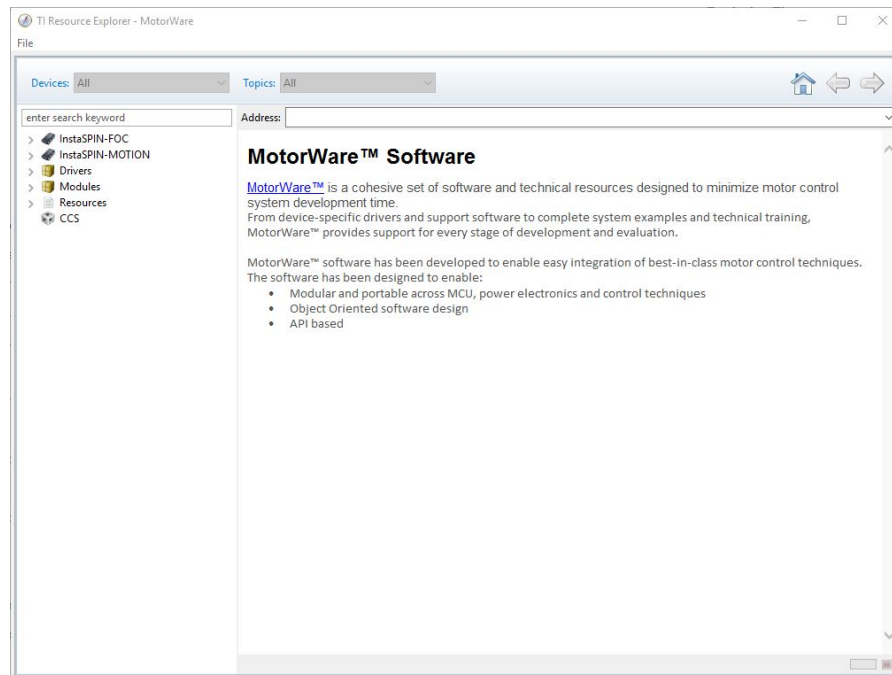 TI Resource Explorer - MotorWare
File
Devices: All Topics: All
enter search keyword
Address:
InstaSPIN-FOC
InstaSPIN-MOTION
Drivers
Modules
Resources
CCS
MotorWare™ Software
MotorWare™ is a cohesive set of software and technical resources designed to minimize motor control
system development time.
From device-specific drivers and support software to complete system examples and technical training,
MotorWare™ provides support for every stage of development and evaluation.
MotorWare™ software has been developed to enable easy integration of best-in-class motor control techniques.
The software has been designed to enable:
• Modular and portable across MCU, power electronics and control techniques
• Object Oriented software design
• API based